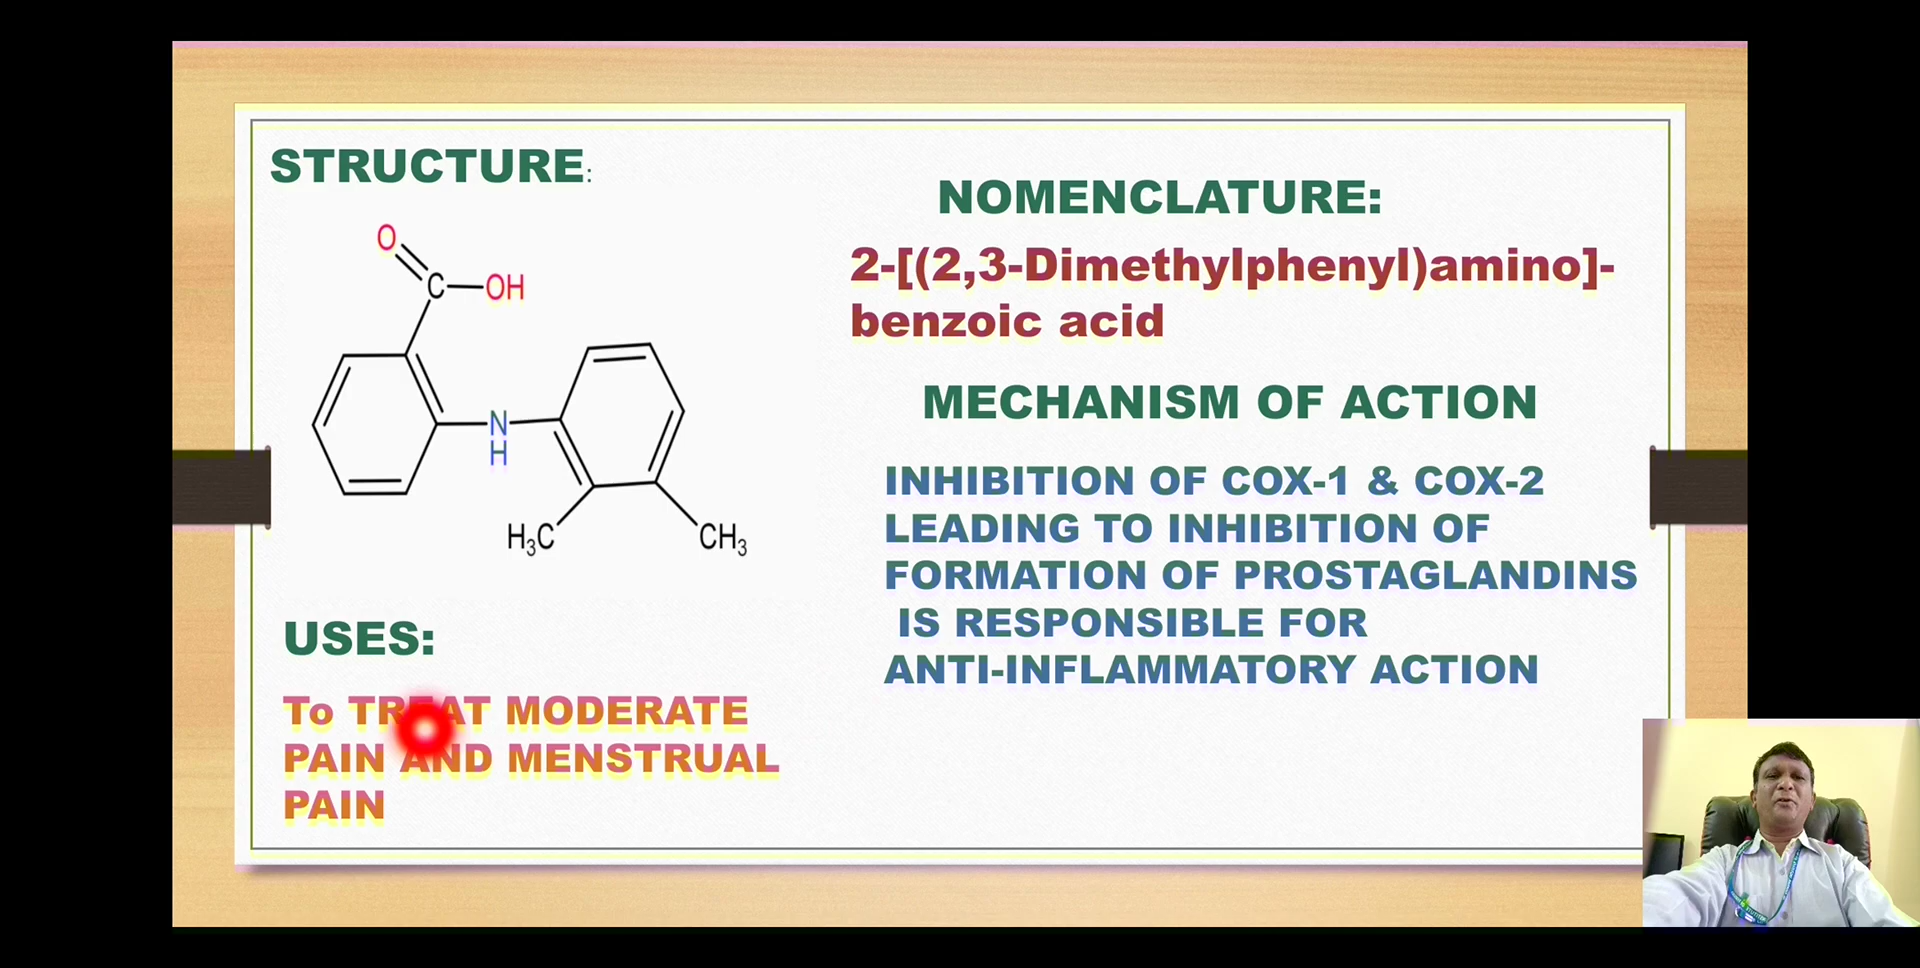 STRUCTURE:
O
C
OH
N
H
H₃C
CH₃
USES:
To TREAT MODERATE
PAIN AND MENSTRUAL
PAIN
NOMENCLATURE:
2-[(2,3-Dimethylphenyl)amino]-
benzoic acid
MECHANISM OF ACTION
INHIBITION OF COX-1 & COX-2
LEADING TO INHIBITION OF
FORMATION OF PROSTAGLANDINS
IS RESPONSIBLE FOR
ANTI-INFLAMMATORY ACTION